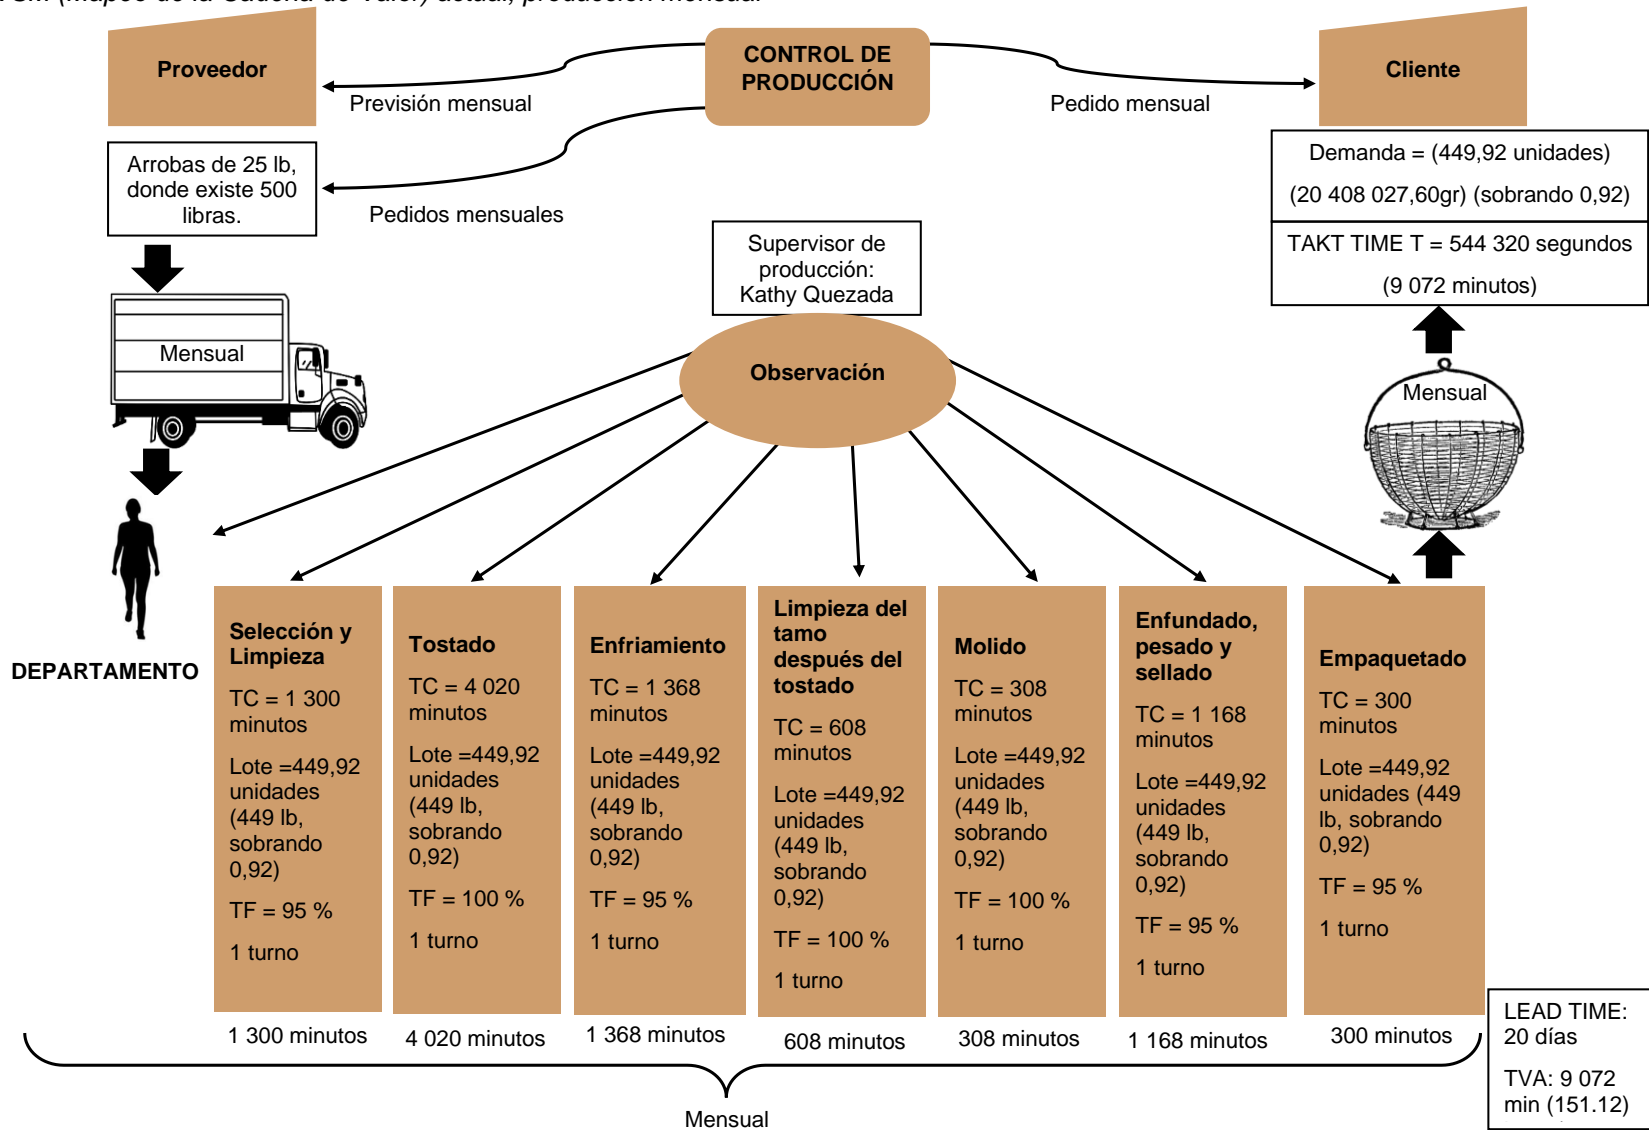 (Mapeo de la Cadena de Valor) actual, producción mensual
Proveedor
CONTROL DE
PRODUCCIÓN
Cliente
Previsión mensual
Pedido mensual
Arrobas de 25 lb,
donde existe 500
libras.
Pedidos mensuales
Demanda = (449,92 unidades)
(20 408 027,60gr) (sobrando 0,92)
TAKT TIME T = 544 320 segundos
(9 072 minutos)
Supervisor de
producción:
Kathy Quezada
Mensual
Observación
Mensual
DEPARTAMENTO
Selección y
Limpieza
TC = 1 300
minutos
Lote =449,92
unidades
(449 lb,
sobrando
0,92)
TF = 95 %
1 turno
Tostado
TC = 4 020
minutos
Lote =449,92
unidades
(449 lb,
sobrando
0,92)
TF = 100 %
1 turno
Enfriamiento
TC = 1 368
minutos
Lote =449,92
unidades
(449 lb,
sobrando
0,92)
TF = 95 %
1 turno
Limpieza del
tamo
después del
tostado
TC = 608
minutos
Lote =449,92
unidades
(449 lb,
sobrando
0,92)
TF = 100 %
1 turno
Molido
TC = 308
minutos
Lote =449,92
unidades
(449 lb,
sobrando
0,92)
TF = 100 %
1 turno
Enfundado,
pesado y
sellado
TC = 1 168
minutos
Lote =449,92
unidades
(449 lb,
sobrando
0,92)
TF = 95 %
1 turno
Empaquetado
TC = 300
minutos
Lote =449,92
unidades (449
lb, sobrando
0,92)
TF = 95 %
1 turno
1 300 minutos
4 020 minutos
1 368 minutos
608 minutos
308 minutos
1 168 minutos
300 minutos
LEAD TIME:
20 días
TVA: 9 072
min (151.12)
Mensual